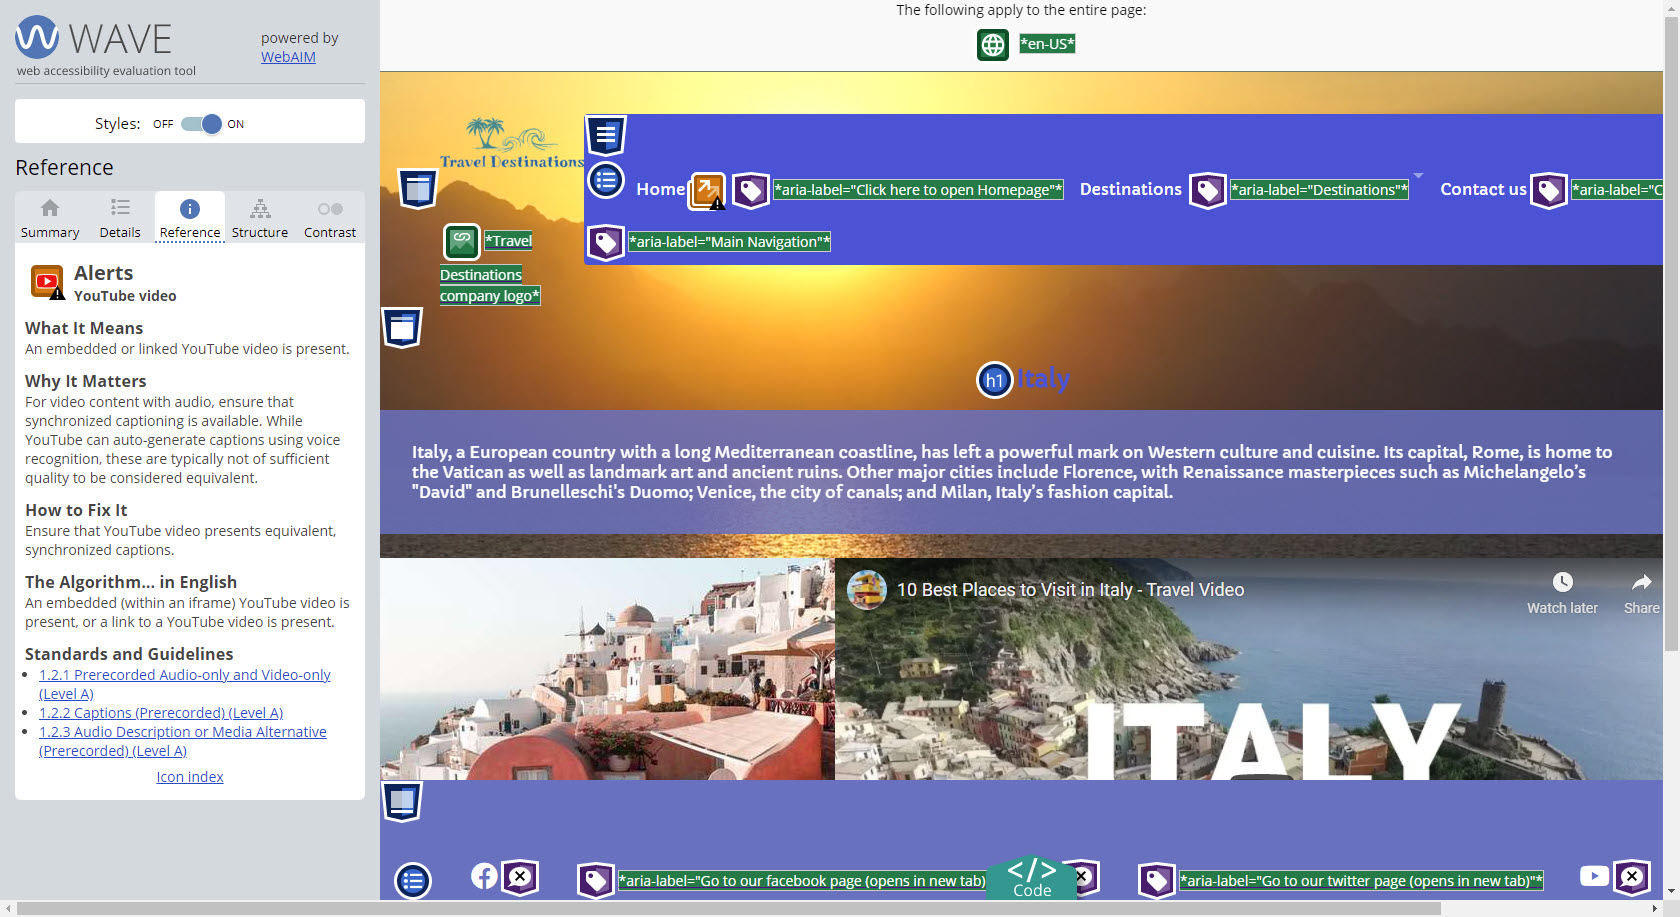 WAVE
powered by
WebAIM
web accessibility evaluation tool
Styles: OFF ON
Reference
Summary Details Reference Structure Contrast
Alerts
YouTube video
What It Means
An embedded or linked YouTube video is present.
Why It Matters
For video content with audio, ensure that
synchronized captioning is available. While
YouTube can auto-generate captions using voice
recognition, these are typically not of sufficient
quality to be considered equivalent.
How to Fix It
Ensure that YouTube video presents equivalent,
synchronized captions.
The Algorithm... in English
An embedded (within an iframe) YouTube video is
present, or a link to a YouTube video is present.
Standards and Guidelines
1.2.1 Prerecorded Audio-only and Video-only
(Level A)
1.2.2 Captions (Prerecorded) (Level A)
1.2.3 Audio Description or Media Alternative
(Prerecorded) (Level A)
Icon index
The following apply to the entire page:
*en-US*
Travel Destinations
Home *aria-label="Click here to open Homepage"* Destinations *aria-label="Destinations"* Contact us *aria-label="C
*aria-label="Main Navigation"*
*Travel
Destinations
company logo*
h1 Italy
Italy, a European country with a long Mediterranean coastline, has left a powerful mark on Western culture and cuisine. Its capital, Rome, is home to
the Vatican as well as landmark art and ancient ruins. Other major cities include Florence, with Renaissance masterpieces such as Michelangelo’s
"David" and Brunelleschi’s Duomo; Venice, the city of canals; and Milan, Italy’s fashion capital.
10 Best Places to Visit in Italy - Travel Video
Watch later Share
ITALY
*aria-label="Go to our facebook page (opens in new tab) *aria-label="Go to our twitter page (opens in new tab)"*
</>
Code